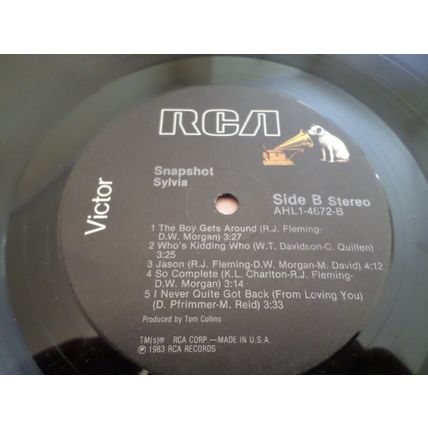 RCA
Victor
Snapshot
Sylvia
Side B Stereo
AHL1-4672-B
1 The Boy Gets Around (R.J. Fleming-
D.W. Morgan) 3:27
2 Who's Kidding Who (W.T. Davidson-C. Quillen)
3:25
3 Jason (R.J. Fleming-D.W. Morgan-M. David) 4:12
4 So Complete (K.L. Charlton-R.J. Fleming-
D.W. Morgan) 3:14
5 I Never Quite Got Back (From Loving You)
(D. Pfrimmer-M. Reid) 3:33
Produced by Tom Collins
TM(s)® RCA CORP.—MADE IN U.S.A.
℗ 1983 RCA RECORDS